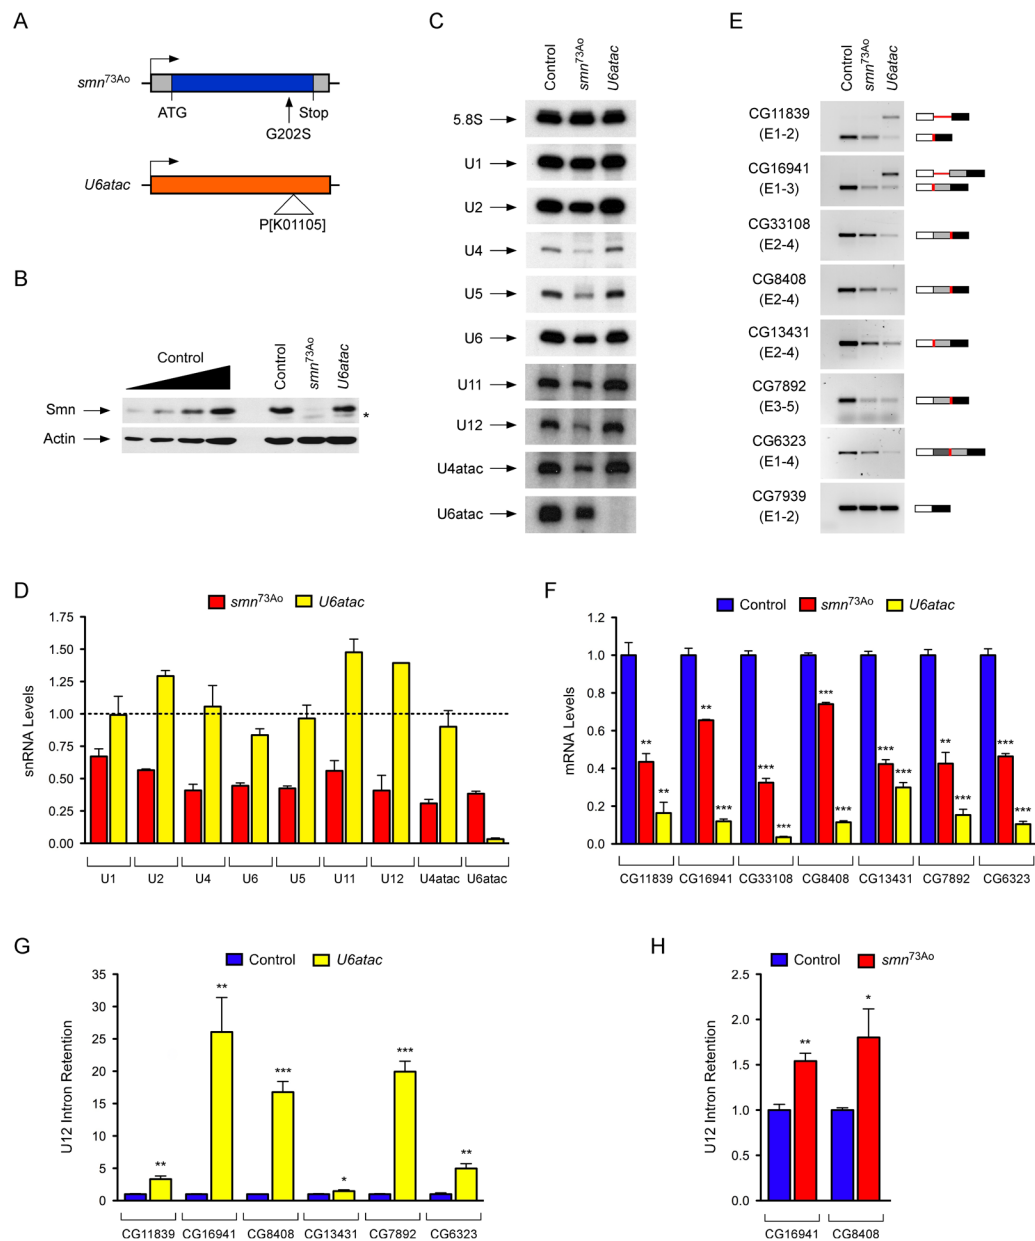 A
smn73Ao
ATG
Stop
G202S
U6atac
P[K01105]
B
Control
Control
smn73Ao
U6atac
Smn
*
Actin
C
Control
smn73Ao
U6atac
5.8S
U1
U2
U4
U5
U6
U11
U12
U4atac
U6atac
E
Control
smn73Ao
U6atac
CG11839
(E1-2)
CG16941
(E1-3)
CG33108
(E2-4)
CG8408
(E2-4)
CG13431
(E2-4)
CG7892
(E3-5)
CG6323
(E1-4)
CG7939
(E1-2)
D
smn73Ao U6atac
snRNA Levels
1.75
1.50
1.25
1.00
0.75
0.50
0.25
0.00
U1 U2 U4 U6 U5 U11 U12 U4atac U6atac
F
Control smn73Ao U6atac
mRNA Levels
1.2
1.0
0.8
0.6
0.4
0.2
0.0
** ** ** *** *** *** *** *** *** *** ** *** *** ***
CG11839 CG16941 CG33108 CG8408 CG13431 CG7892 CG6323
G
Control U6atac
U12 Intron Retention
35
30
25
20
15
10
5
0
** ** *** * *** **
CG11839 CG16941 CG8408 CG13431 CG7892 CG6323
H
Control smn73Ao
U12 Intron Retention
2.5
2.0
1.5
1.0
0.5
0.0
** *
CG16941 CG8408